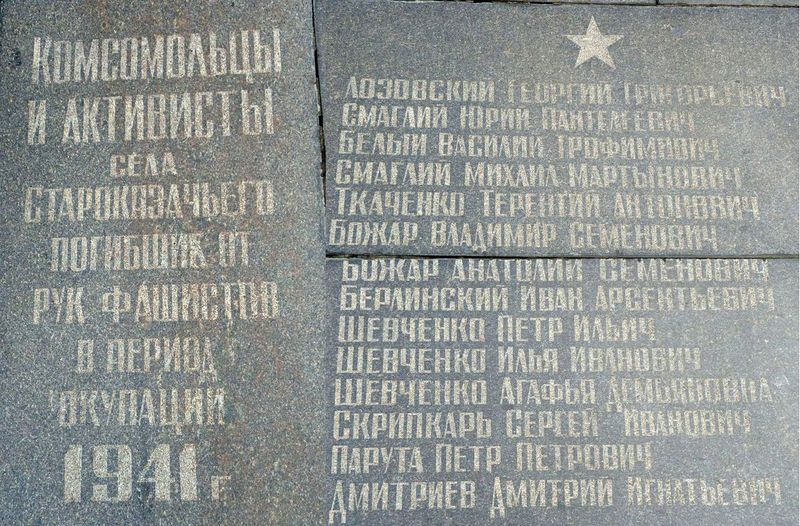 КОМСОМОЛЬЦЫ
И АКТИВИСТЫ
СЕЛА
СТАРОКАЗАЧЬЕГО
ПОГИБШИХ ОТ
РУК ФАШИСТОВ
В ПЕРИОД
ОКУПАЦИИ
1941 г
ЛОЗОВСКИЙ ГЕОРГИЙ ГРИГОРЬЕВИЧ
СМАГЛИЙ ЮРИЙ ПАНТЕЛЕЕВИЧ
БЕЛЫЙ ВАСИЛИЙ ТРОФИМОВИЧ
СМАГЛИЙ МИХАИЛ МАРТЫНОВИЧ
ТКАЧЕНКО ТЕРЕНТИЙ АНТОНОВИЧ
БОЖАР ВЛАДИМИР СЕМЕНОВИЧ
БОЖАР АНАТОЛИЙ СЕМЕНОВИЧ
БЕРЛИНСКИЙ ИВАН АРСЕНТЬЕВИЧ
ШЕВЧЕНКО ПЕТР ИЛЬИЧ
ШЕВЧЕНКО ИЛЬЯ ИВАНОВИЧ
ШЕВЧЕНКО АГАФЬЯ ДЕМЬЯНОВНА
СКРИПКАРЬ СЕРГЕЙ ИВАНОВИЧ
ПАРУТА ПЕТР ПЕТРОВИЧ
ДМИТРИЕВ ДМИТРИЙ ИГНАТЬЕВИЧ